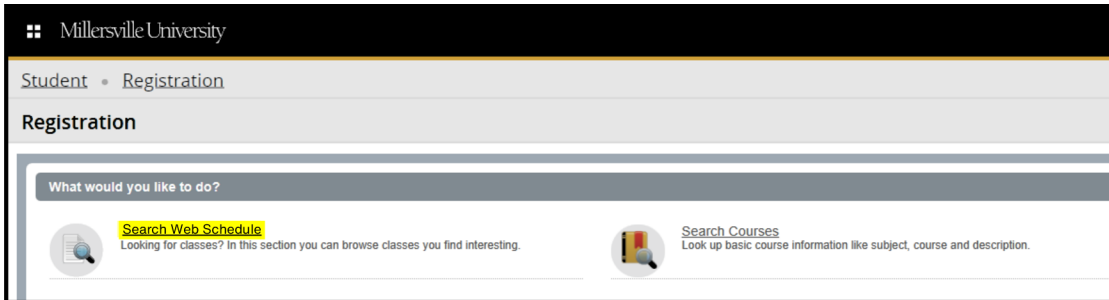 Millersville University
Student • Registration
Registration
What would you like to do?
Search Web Schedule
Looking for classes? In this section you can browse classes you find interesting.
Search Courses
Look up basic course information like subject, course and description.